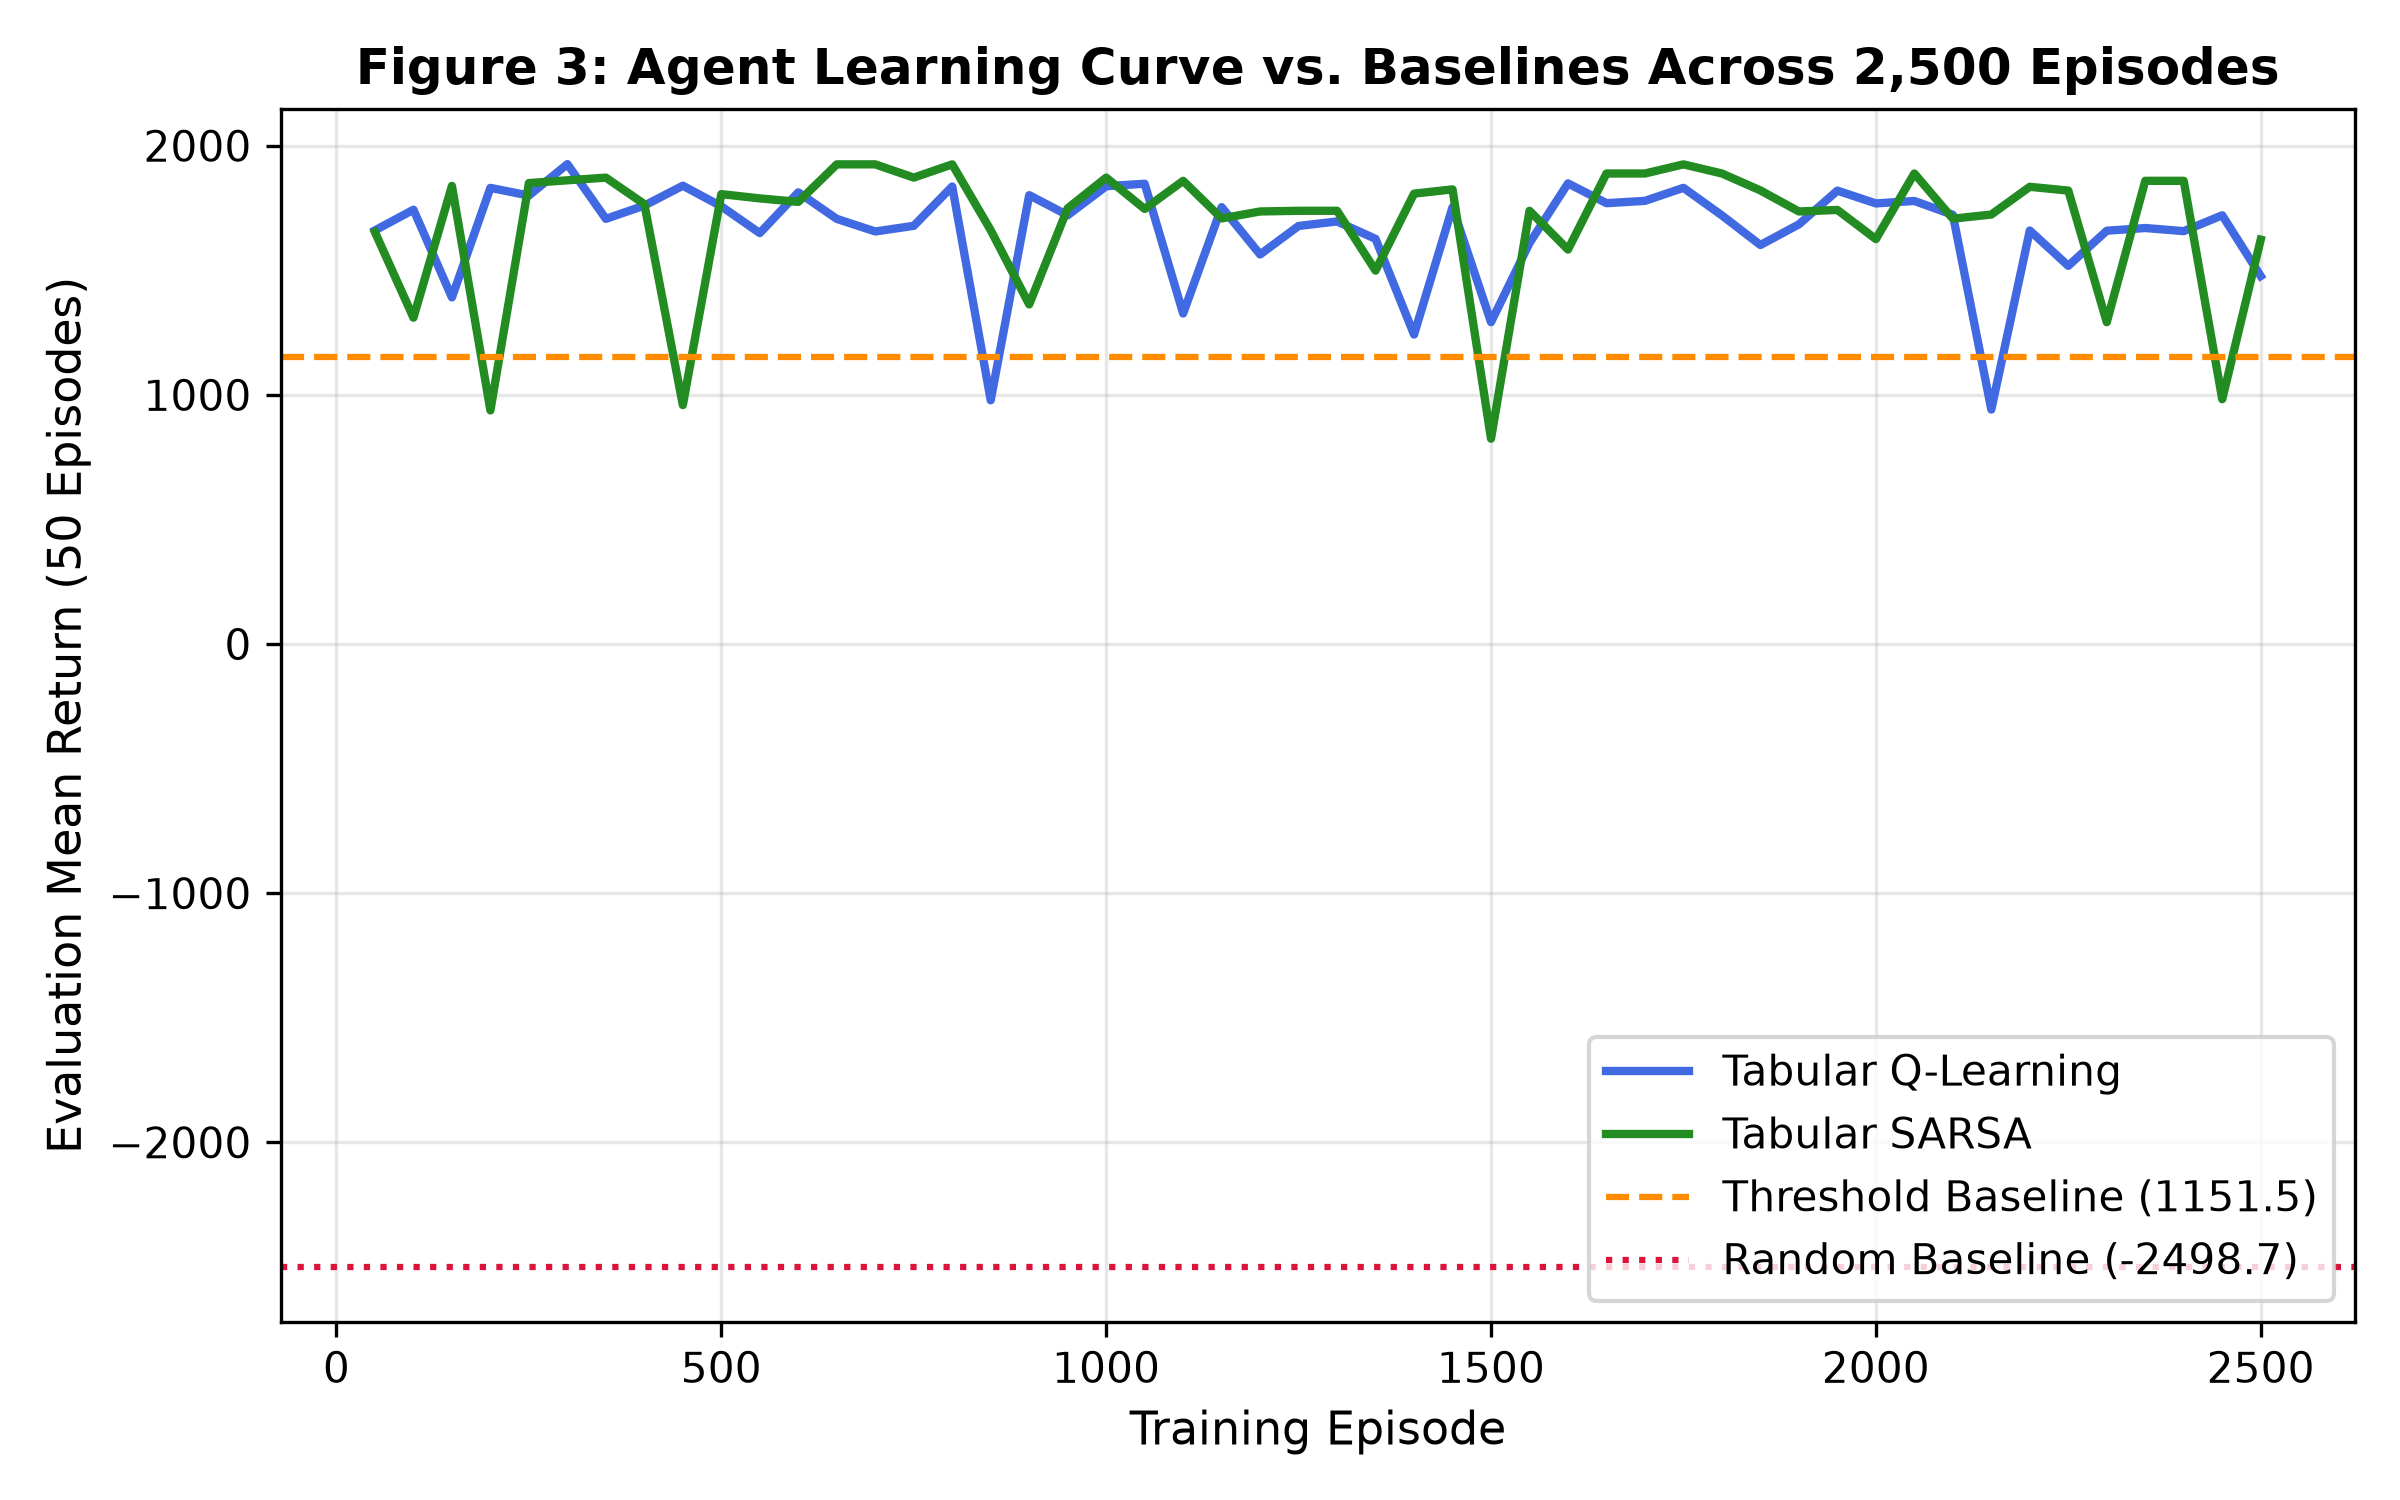 Figure 3: Agent Learning Curve vs. Baselines Across 2,500 Episodes
Evaluation Mean Return (50 Episodes)
2000
1000
0
−1000
−2000
Tabular Q-Learning
Tabular SARSA
Threshold Baseline (1151.5)
Random Baseline (-2498.7)
0 500 1000 1500 2000 2500
Training Episode